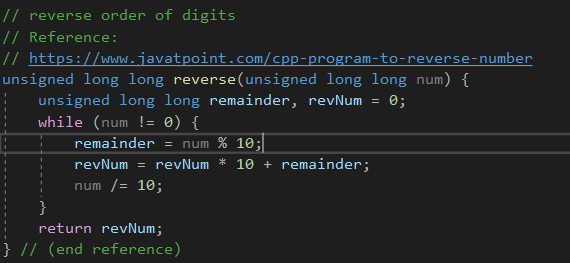 // reverse order of digits
// Reference:
// https://www.javatpoint.com/cpp-program-to-reverse-number
unsigned long long reverse(unsigned long long num) {
    unsigned long long remainder, revNum = 0;
    while (num != 0) {
        remainder = num % 10;
        revNum = revNum * 10 + remainder;
        num /= 10;
    }
    return revNum;
} // (end reference)